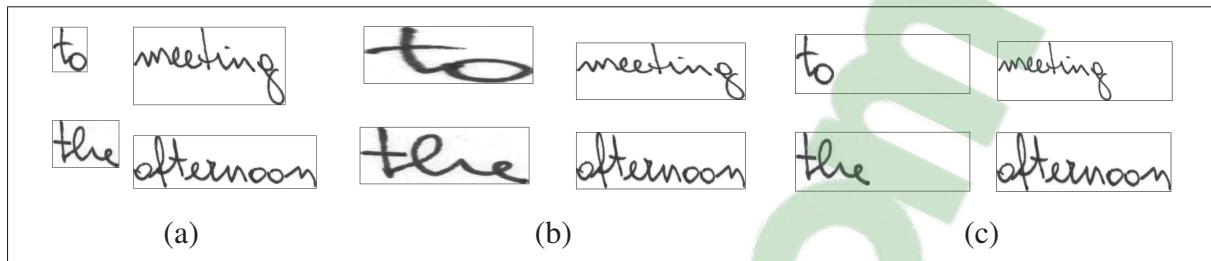 to meeting to meeting to meeting
the afternoon the afternoon the afternoon
(a) (b) (c)